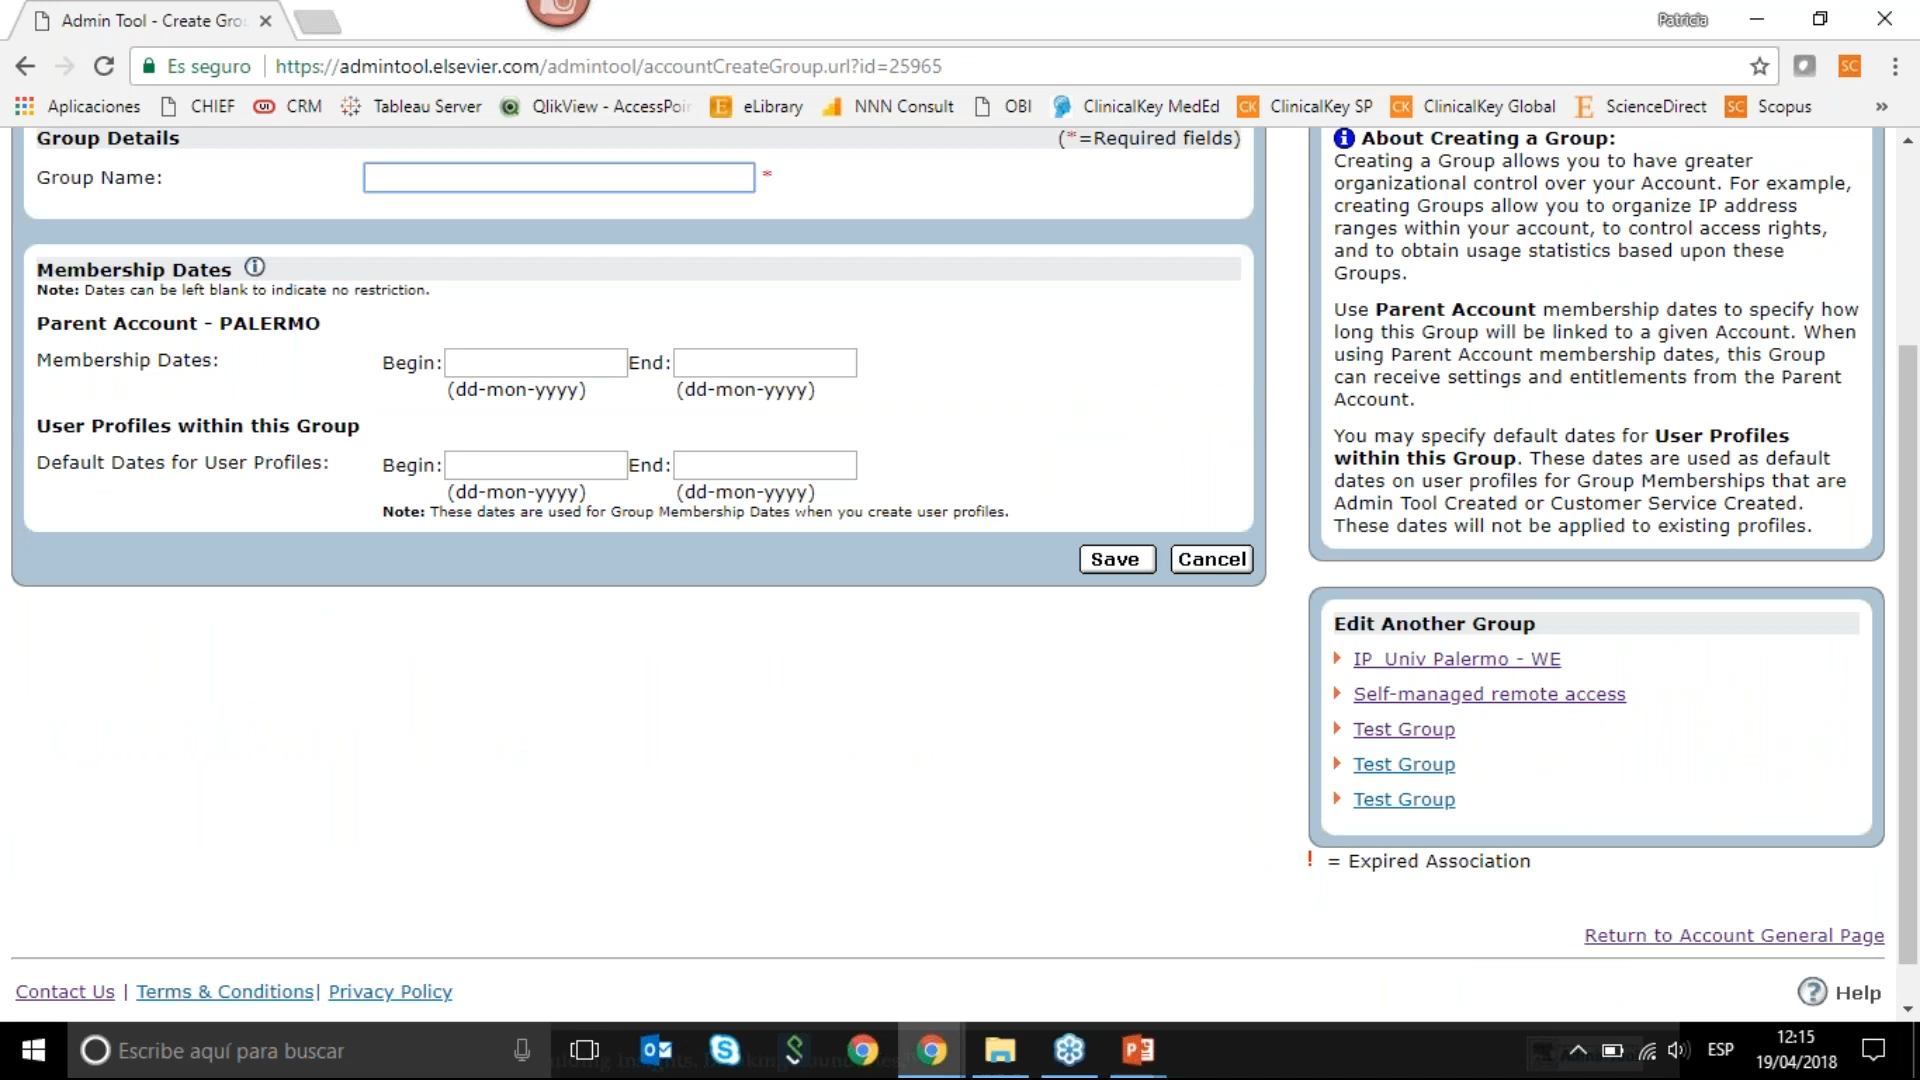 Admin Tool - Create Gro
Patricia
Es seguro
https://admintool.elsevier.com/admintool/accountCreateGroup.url?id=25965
SC
Aplicaciones CHIEF CRM Tableau Server QlikView - AccessPoin eLibrary NNN Consult OBI ClinicalKey MedEd CK ClinicalKey SP CK ClinicalKey Global ScienceDirect SC Scopus »
Group Details (*=Required fields)
Group Name: *
Membership Dates
Note: Dates can be left blank to indicate no restriction.
Parent Account - PALERMO
Membership Dates: Begin: End:
(dd-mon-yyyy) (dd-mon-yyyy)
User Profiles within this Group
Default Dates for User Profiles: Begin: End:
(dd-mon-yyyy) (dd-mon-yyyy)
Note: These dates are used for Group Membership Dates when you create user profiles.
Save Cancel
About Creating a Group:
Creating a Group allows you to have greater
organizational control over your Account. For example,
creating Groups allow you to organize IP address
ranges within your account, to control access rights,
and to obtain usage statistics based upon these
Groups.
Use Parent Account membership dates to specify how
long this Group will be linked to a given Account. When
using Parent Account membership dates, this Group
can receive settings and entitlements from the Parent
Account.
You may specify default dates for User Profiles
within this Group. These dates are used as default
dates on user profiles for Group Memberships that are
Admin Tool Created or Customer Service Created.
These dates will not be applied to existing profiles.
Edit Another Group
IP_Univ Palermo - WE
Self-managed remote access
Test Group
Test Group
Test Group
! = Expired Association
Return to Account General Page
Contact Us | Terms & Conditions| Privacy Policy
Help
Escribe aquí para buscar
ESP
12:15
19/04/2018